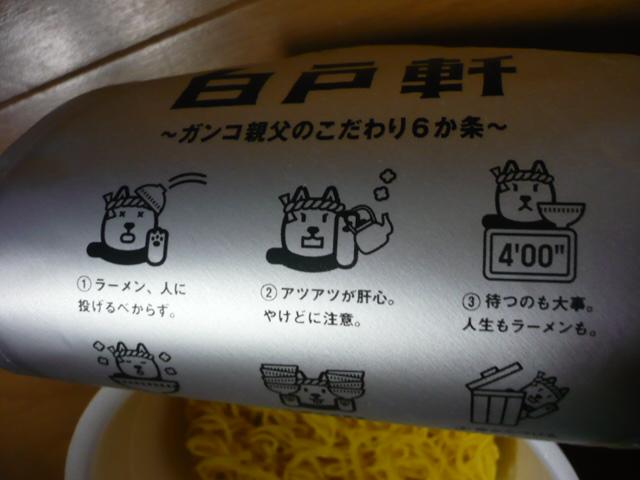 白戸軒
～ガンコ親父のこだわり6か条～
①ラーメン、人に
投げるべからず。
②アツアツが肝心。
やけどに注意。
4'00"
③待つのも大事。
人生もラーメンも。